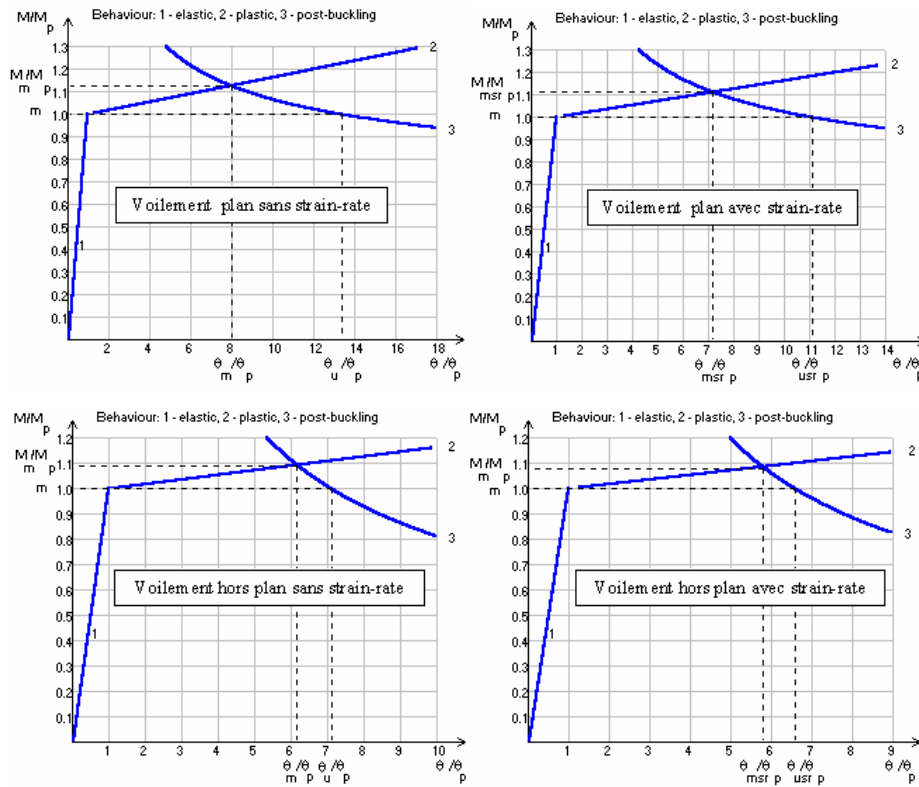 M/M p
Behaviour: 1 - elastic, 2 - plastic, 3 - post-buckling
1.3
1.2
M/M
m p
1.1
m
1.0
0.9
0.8
0.7
0.6
0.5
0.4
0.3
0.2
0.1
1
2
3
Voilement plan sans strain-rate
2 4 6 8 10 12 14 16 18
θ /θ m p
θ /θ u p
θ/θ p
M/M p
Behaviour: 1 - elastic, 2 - plastic, 3 - post-buckling
1.3
1.2
M/M
msr p
1.1
m
1.0
0.9
0.8
0.7
0.6
0.5
0.4
0.3
0.2
0.1
1
2
3
Voilement plan avec strain-rate
1 2 3 4 5 6 7 8 9 10 11 12 13 14
θ /θ msr p
θ /θ usr p
θ/θ p
M/M p
Behaviour: 1 - elastic, 2 - plastic, 3 - post-buckling
1.2
M/M
m p
1.1
m
1.0
0.9
0.8
0.7
0.6
0.5
0.4
0.3
0.2
0.1
1
2
3
Voilement hors plan sans strain-rate
1 2 3 4 5 6 7 8 9 10
θ /θ m p
θ /θ u p
θ/θ p
M/M p
Behaviour: 1 - elastic, 2 - plastic, 3 - post-buckling
1.2
M/M
msr p
1.1
m
1.0
0.9
0.8
0.7
0.6
0.5
0.4
0.3
0.2
0.1
1
2
3
Voilement hors plan avec strain-rate
1 2 3 4 5 6 7 8 9
θ /θ msr p
θ /θ usr p
θ/θ p